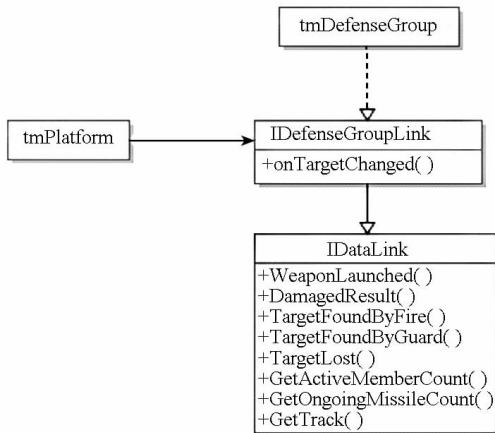 tmDefenseGroup
tmPlatform
IDefenseGroupLink
+onTargetChanged( )
IDataLink
+WeaponLaunched( )
+DamagedResult( )
+TargetFoundByFire( )
+TargetFoundByGuard( )
+TargetLost( )
+GetActiveMemberCount( )
+GetOngoingMissileCount( )
+GetTrack( )